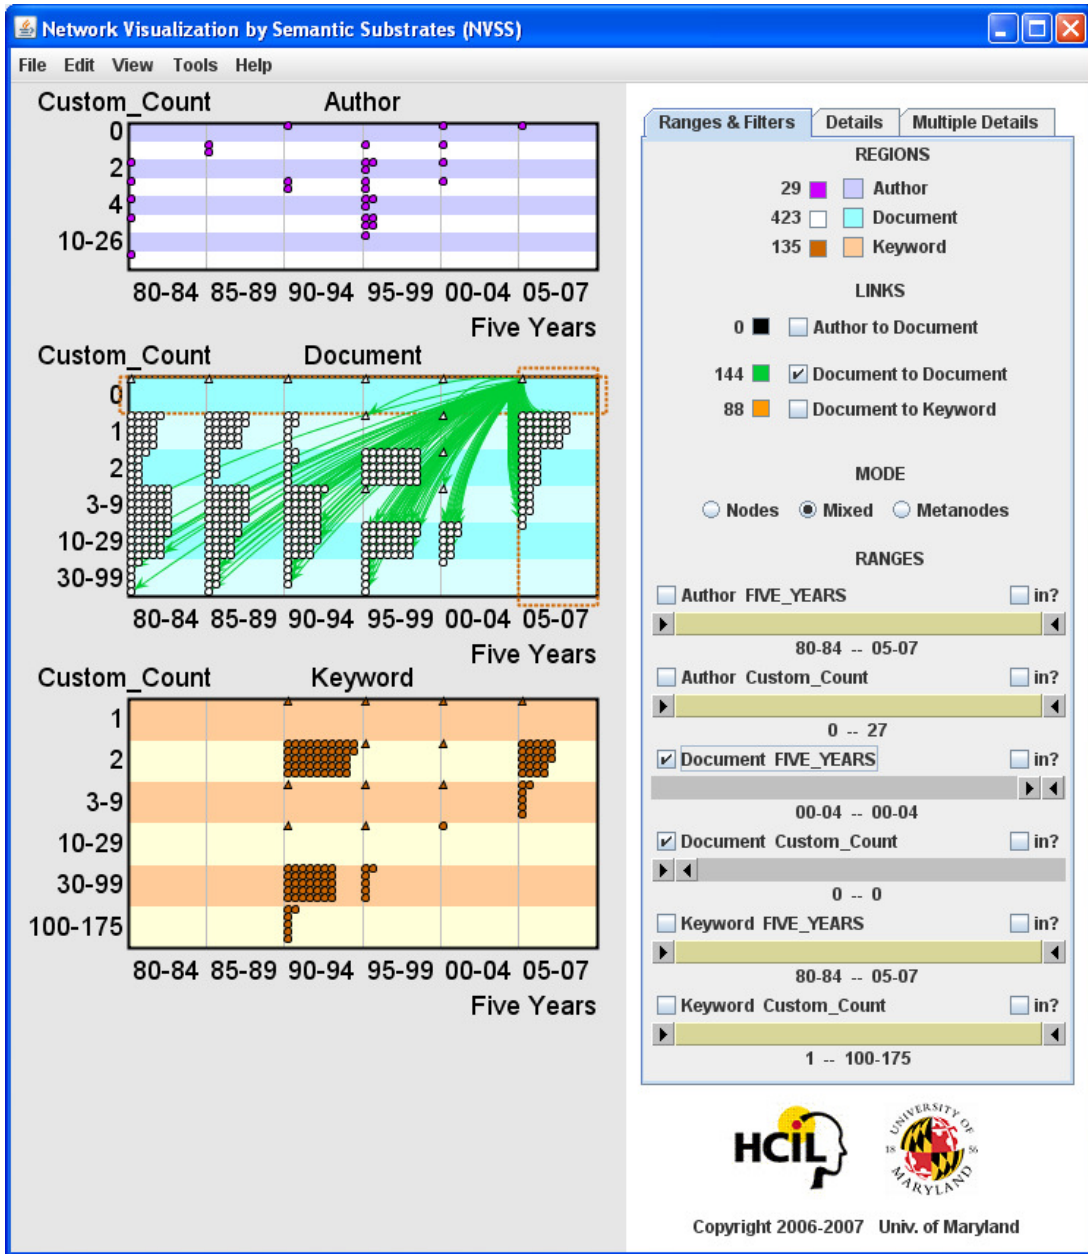 Network Visualization by Semantic Substrates (NVSS)
File Edit View Tools Help
Custom_Count Author
0
2
4
10-26
80-84 85-89 90-94 95-99 00-04 05-07
Five Years
Custom_Count Document
0
1
2
3-9
10-29
30-99
80-84 85-89 90-94 95-99 00-04 05-07
Five Years
Custom_Count Keyword
1
2
3-9
10-29
30-99
100-175
80-84 85-89 90-94 95-99 00-04 05-07
Five Years
Ranges & Filters Details Multiple Details
REGIONS
29 Author
423 Document
135 Keyword
LINKS
0 Author to Document
144 Document to Document
88 Document to Keyword
MODE
Nodes Mixed Metanodes
RANGES
Author FIVE_YEARS in?
80-84 -- 05-07
Author Custom_Count in?
0 -- 27
Document FIVE_YEARS in?
00-04 -- 00-04
Document Custom_Count in?
0 -- 0
Keyword FIVE_YEARS in?
80-84 -- 05-07
Keyword Custom_Count in?
1 -- 100-175
HCIL
UNIVERSITY OF
18 56
MARYLAND
Copyright 2006-2007 Univ. of Maryland